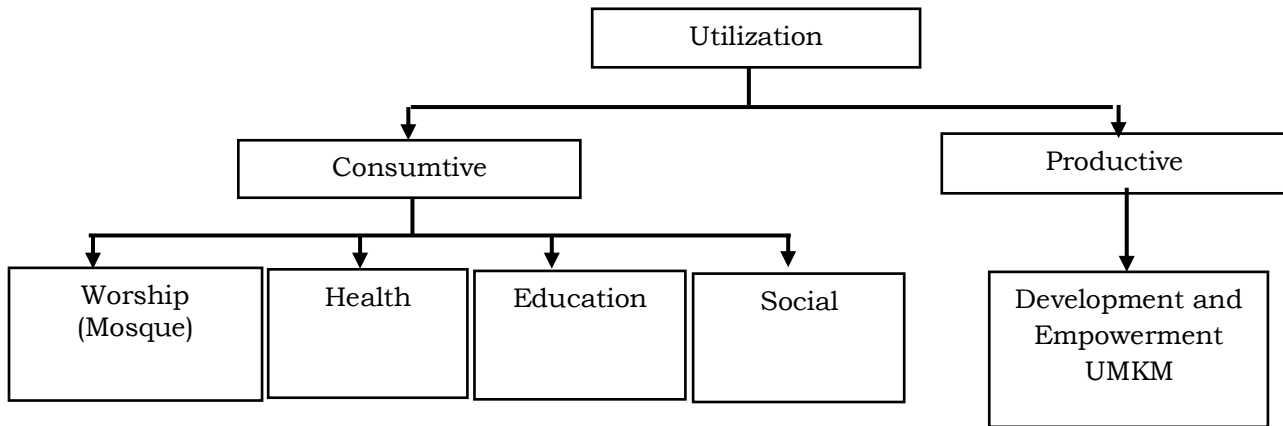 Utilization
Consumtive
Productive
Worship
(Mosque)
Health
Education
Social
Development and
Empowerment
UMKM